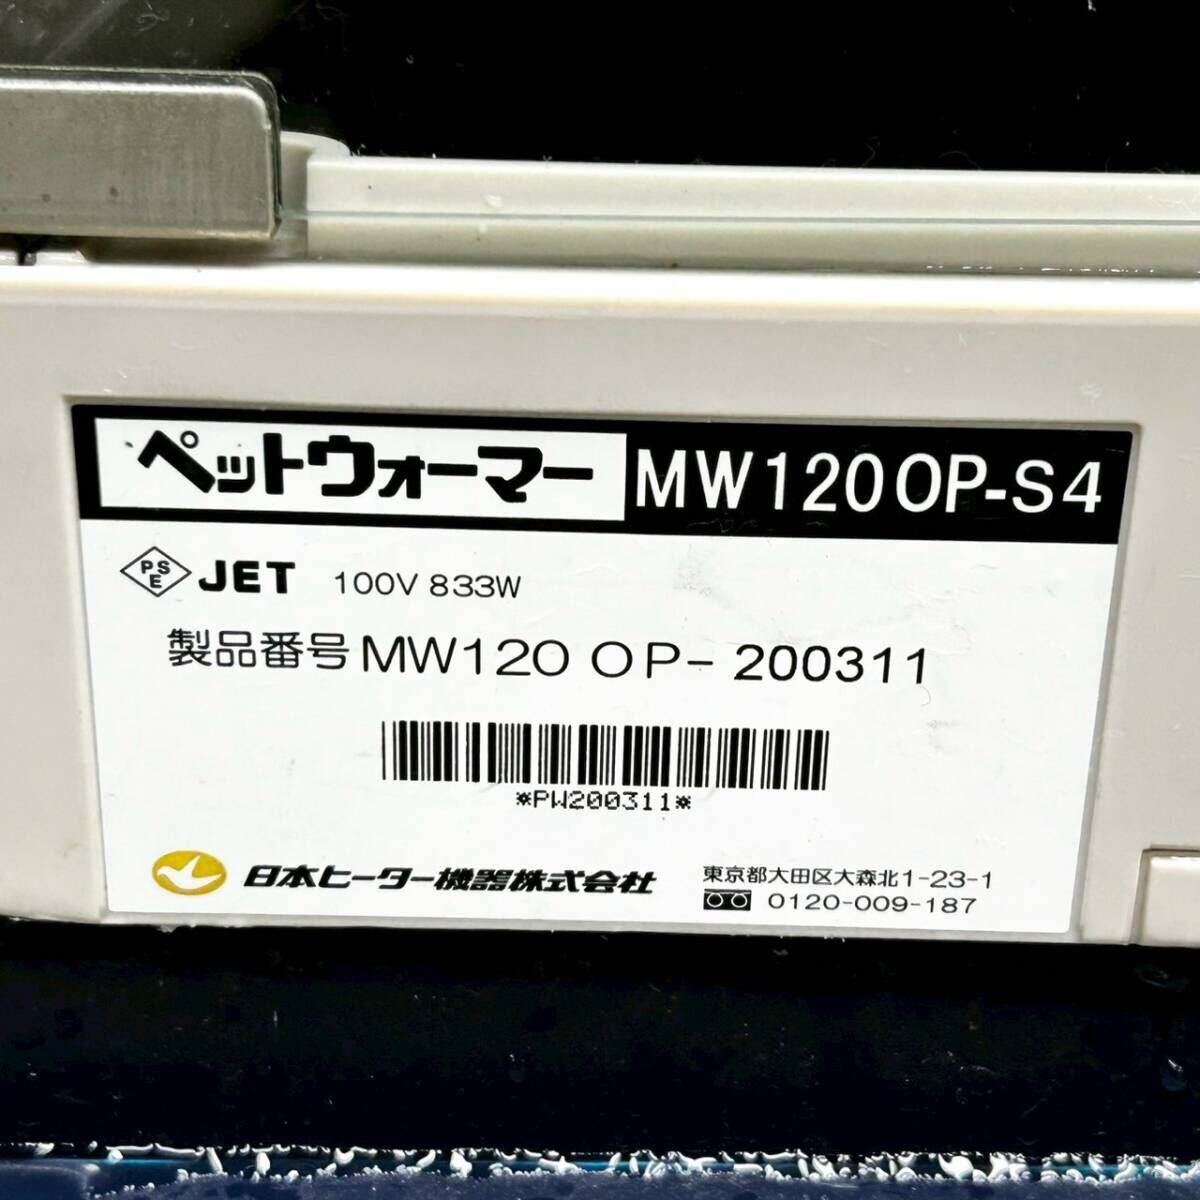 ペットウォーマー MW120OP-S4
PSE JET 100V 833W
製品番号 MW120 OP- 200311
*PW200311*
日本ヒーター機器株式会社
東京都大田区大森北1-23-1
0120-009-187